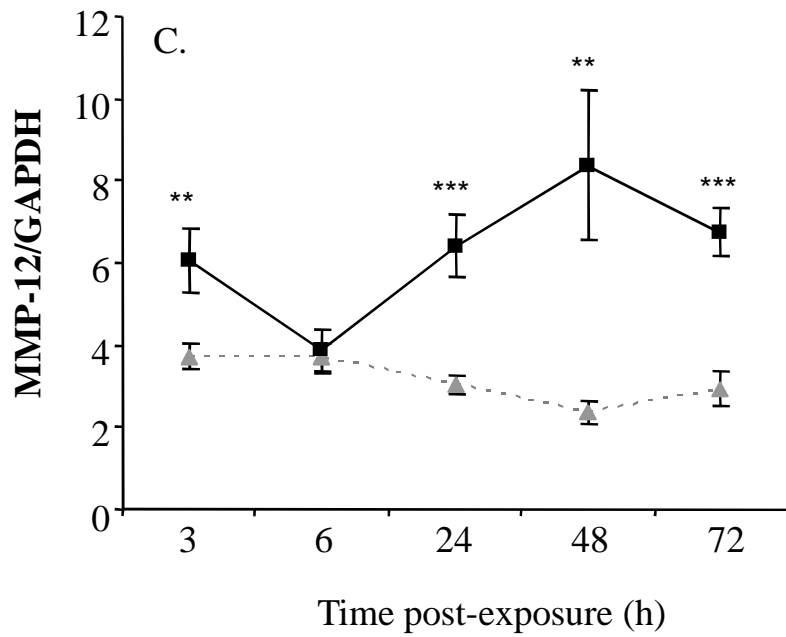 12
C.
**
10
***
8
***
**
6
4
2
0
3 6 24 48 72
MMP-12/GAPDH
Time post-exposure (h)